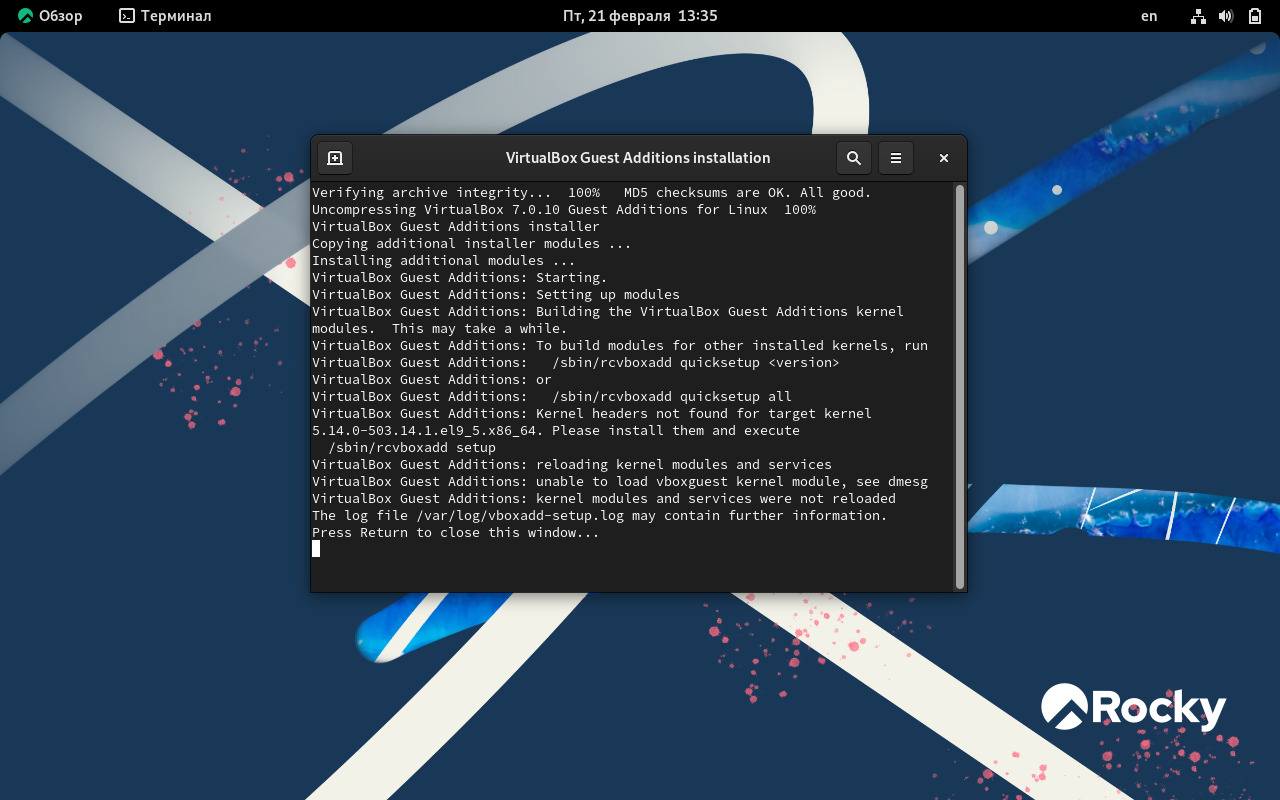 Обзор
Терминал
Пт, 21 февраля 13:35
en
VirtualBox Guest Additions installation
Verifying archive integrity...  100%   MD5 checksums are OK. All good.
Uncompressing VirtualBox 7.0.10 Guest Additions for Linux  100%
VirtualBox Guest Additions installer
Copying additional installer modules ...
Installing additional modules ...
VirtualBox Guest Additions: Starting.
VirtualBox Guest Additions: Setting up modules
VirtualBox Guest Additions: Building the VirtualBox Guest Additions kernel
modules.  This may take a while.
VirtualBox Guest Additions: To build modules for other installed kernels, run
VirtualBox Guest Additions:   /sbin/rcvboxadd quicksetup <version>
VirtualBox Guest Additions: or
VirtualBox Guest Additions:   /sbin/rcvboxadd quicksetup all
VirtualBox Guest Additions: Kernel headers not found for target kernel
5.14.0-503.14.1.el9_5.x86_64. Please install them and execute
  /sbin/rcvboxadd setup
VirtualBox Guest Additions: reloading kernel modules and services
VirtualBox Guest Additions: unable to load vboxguest kernel module, see dmesg
VirtualBox Guest Additions: kernel modules and services were not reloaded
The log file /var/log/vboxadd-setup.log may contain further information.
Press Return to close this window...
Rocky